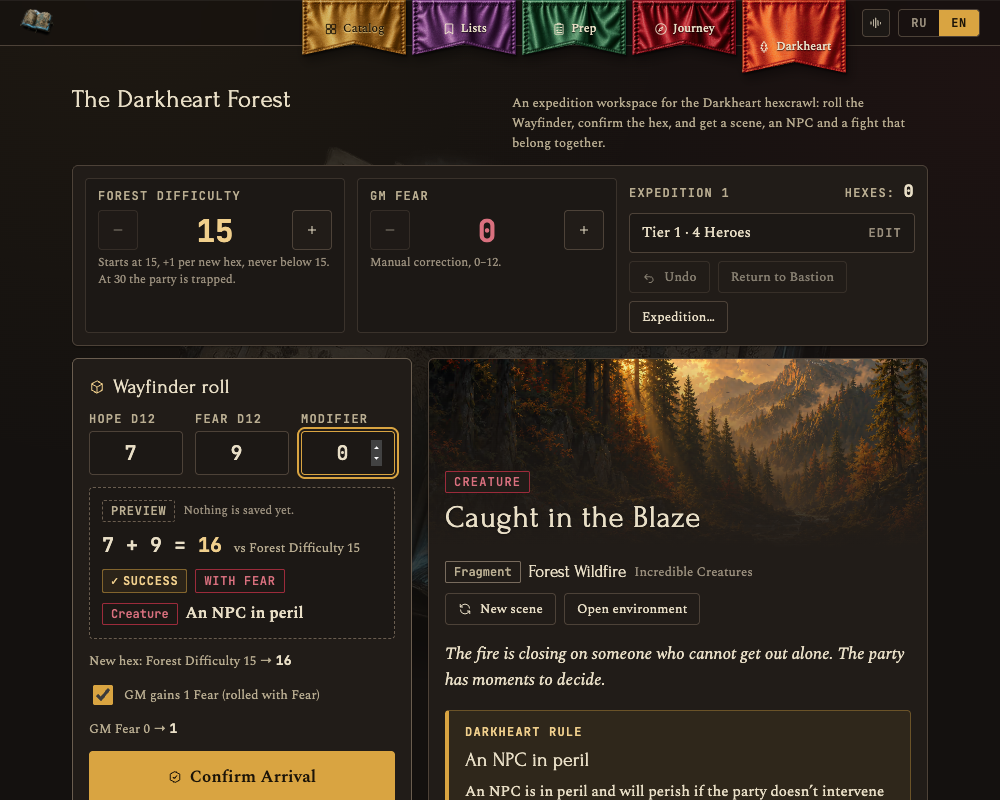 Catalog
Lists
Prep
Journey
Darkheart
RU
EN
The Darkheart Forest
An expedition workspace for the Darkheart hexcrawl: roll the
Wayfinder, confirm the hex, and get a scene, an NPC and a fight that
belong together.
FOREST DIFFICULTY
− 15 +
Starts at 15, +1 per new hex, never below 15.
At 30 the party is trapped.
GM FEAR
− 0 +
Manual correction, 0–12.
EXPEDITION 1
HEXES: 0
Tier 1 · 4 Heroes
EDIT
Undo
Return to Bastion
Expedition…
Wayfinder roll
HOPE D12
FEAR D12
MODIFIER
7
9
0
PREVIEW
Nothing is saved yet.
7 + 9 = 16 vs Forest Difficulty 15
✓ SUCCESS
WITH FEAR
Creature
An NPC in peril
New hex: Forest Difficulty 15 → 16
GM gains 1 Fear (rolled with Fear)
GM Fear 0 → 1
Confirm Arrival
CREATURE
Caught in the Blaze
Fragment
Forest Wildfire
Incredible Creatures
New scene
Open environment
The fire is closing on someone who cannot get out alone. The party
has moments to decide.
DARKHEART RULE
An NPC in peril
An NPC is in peril and will perish if the party doesn’t intervene